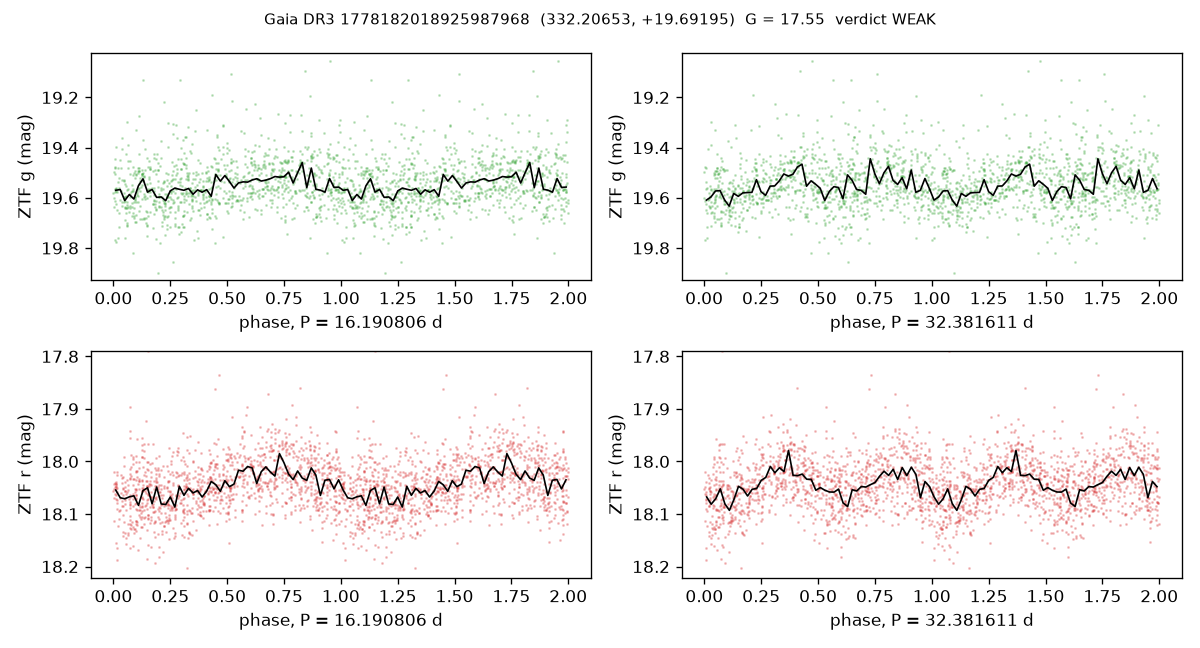 Gaia DR3 1778182018925987968  (332.20653, +19.69195)  G = 17.55  verdict WEAK
ZTF g (mag)
19.2
19.4
19.6
19.8
0.00 0.25 0.50 0.75 1.00 1.25 1.50 1.75 2.00
phase, P = 16.190806 d
ZTF g (mag)
19.2
19.4
19.6
19.8
0.00 0.25 0.50 0.75 1.00 1.25 1.50 1.75 2.00
phase, P = 32.381611 d
ZTF r (mag)
17.8
17.9
18.0
18.1
18.2
0.00 0.25 0.50 0.75 1.00 1.25 1.50 1.75 2.00
phase, P = 16.190806 d
ZTF r (mag)
17.8
17.9
18.0
18.1
18.2
0.00 0.25 0.50 0.75 1.00 1.25 1.50 1.75 2.00
phase, P = 32.381611 d